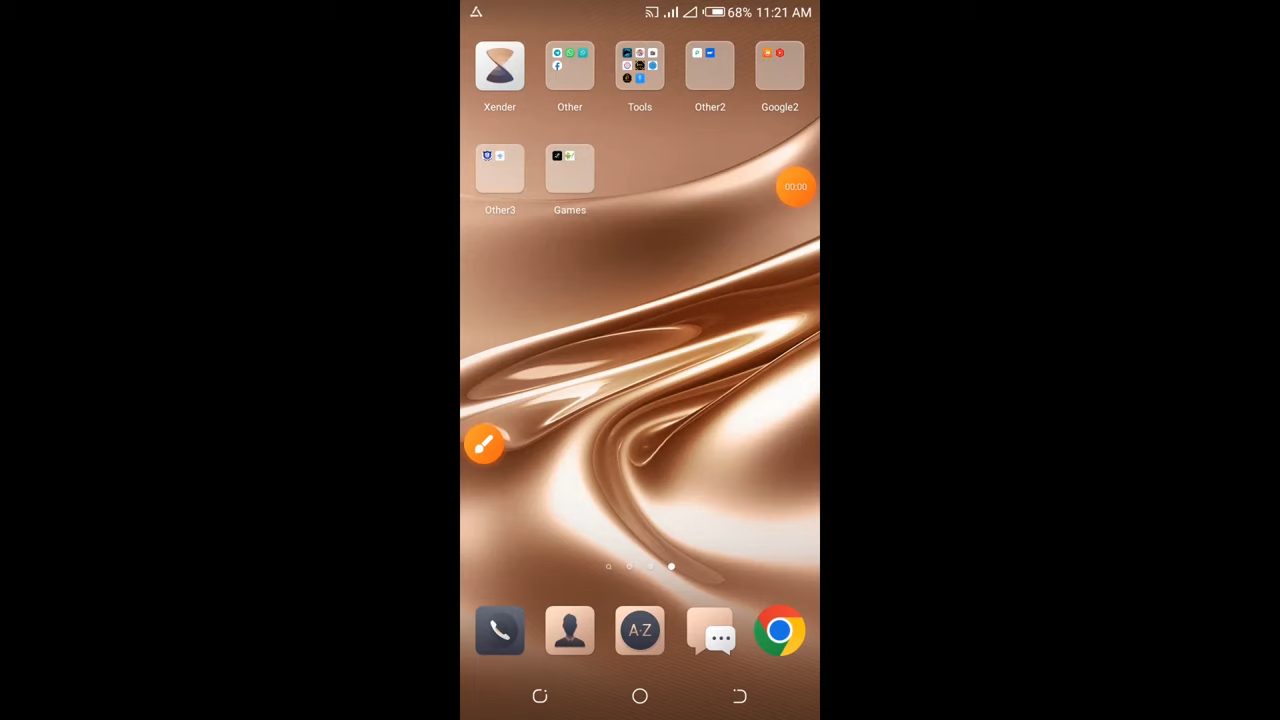 68% 11:21 AM
Xender
Other
Tools
Other2
Google2
00:00
Other3
Games
A-Z